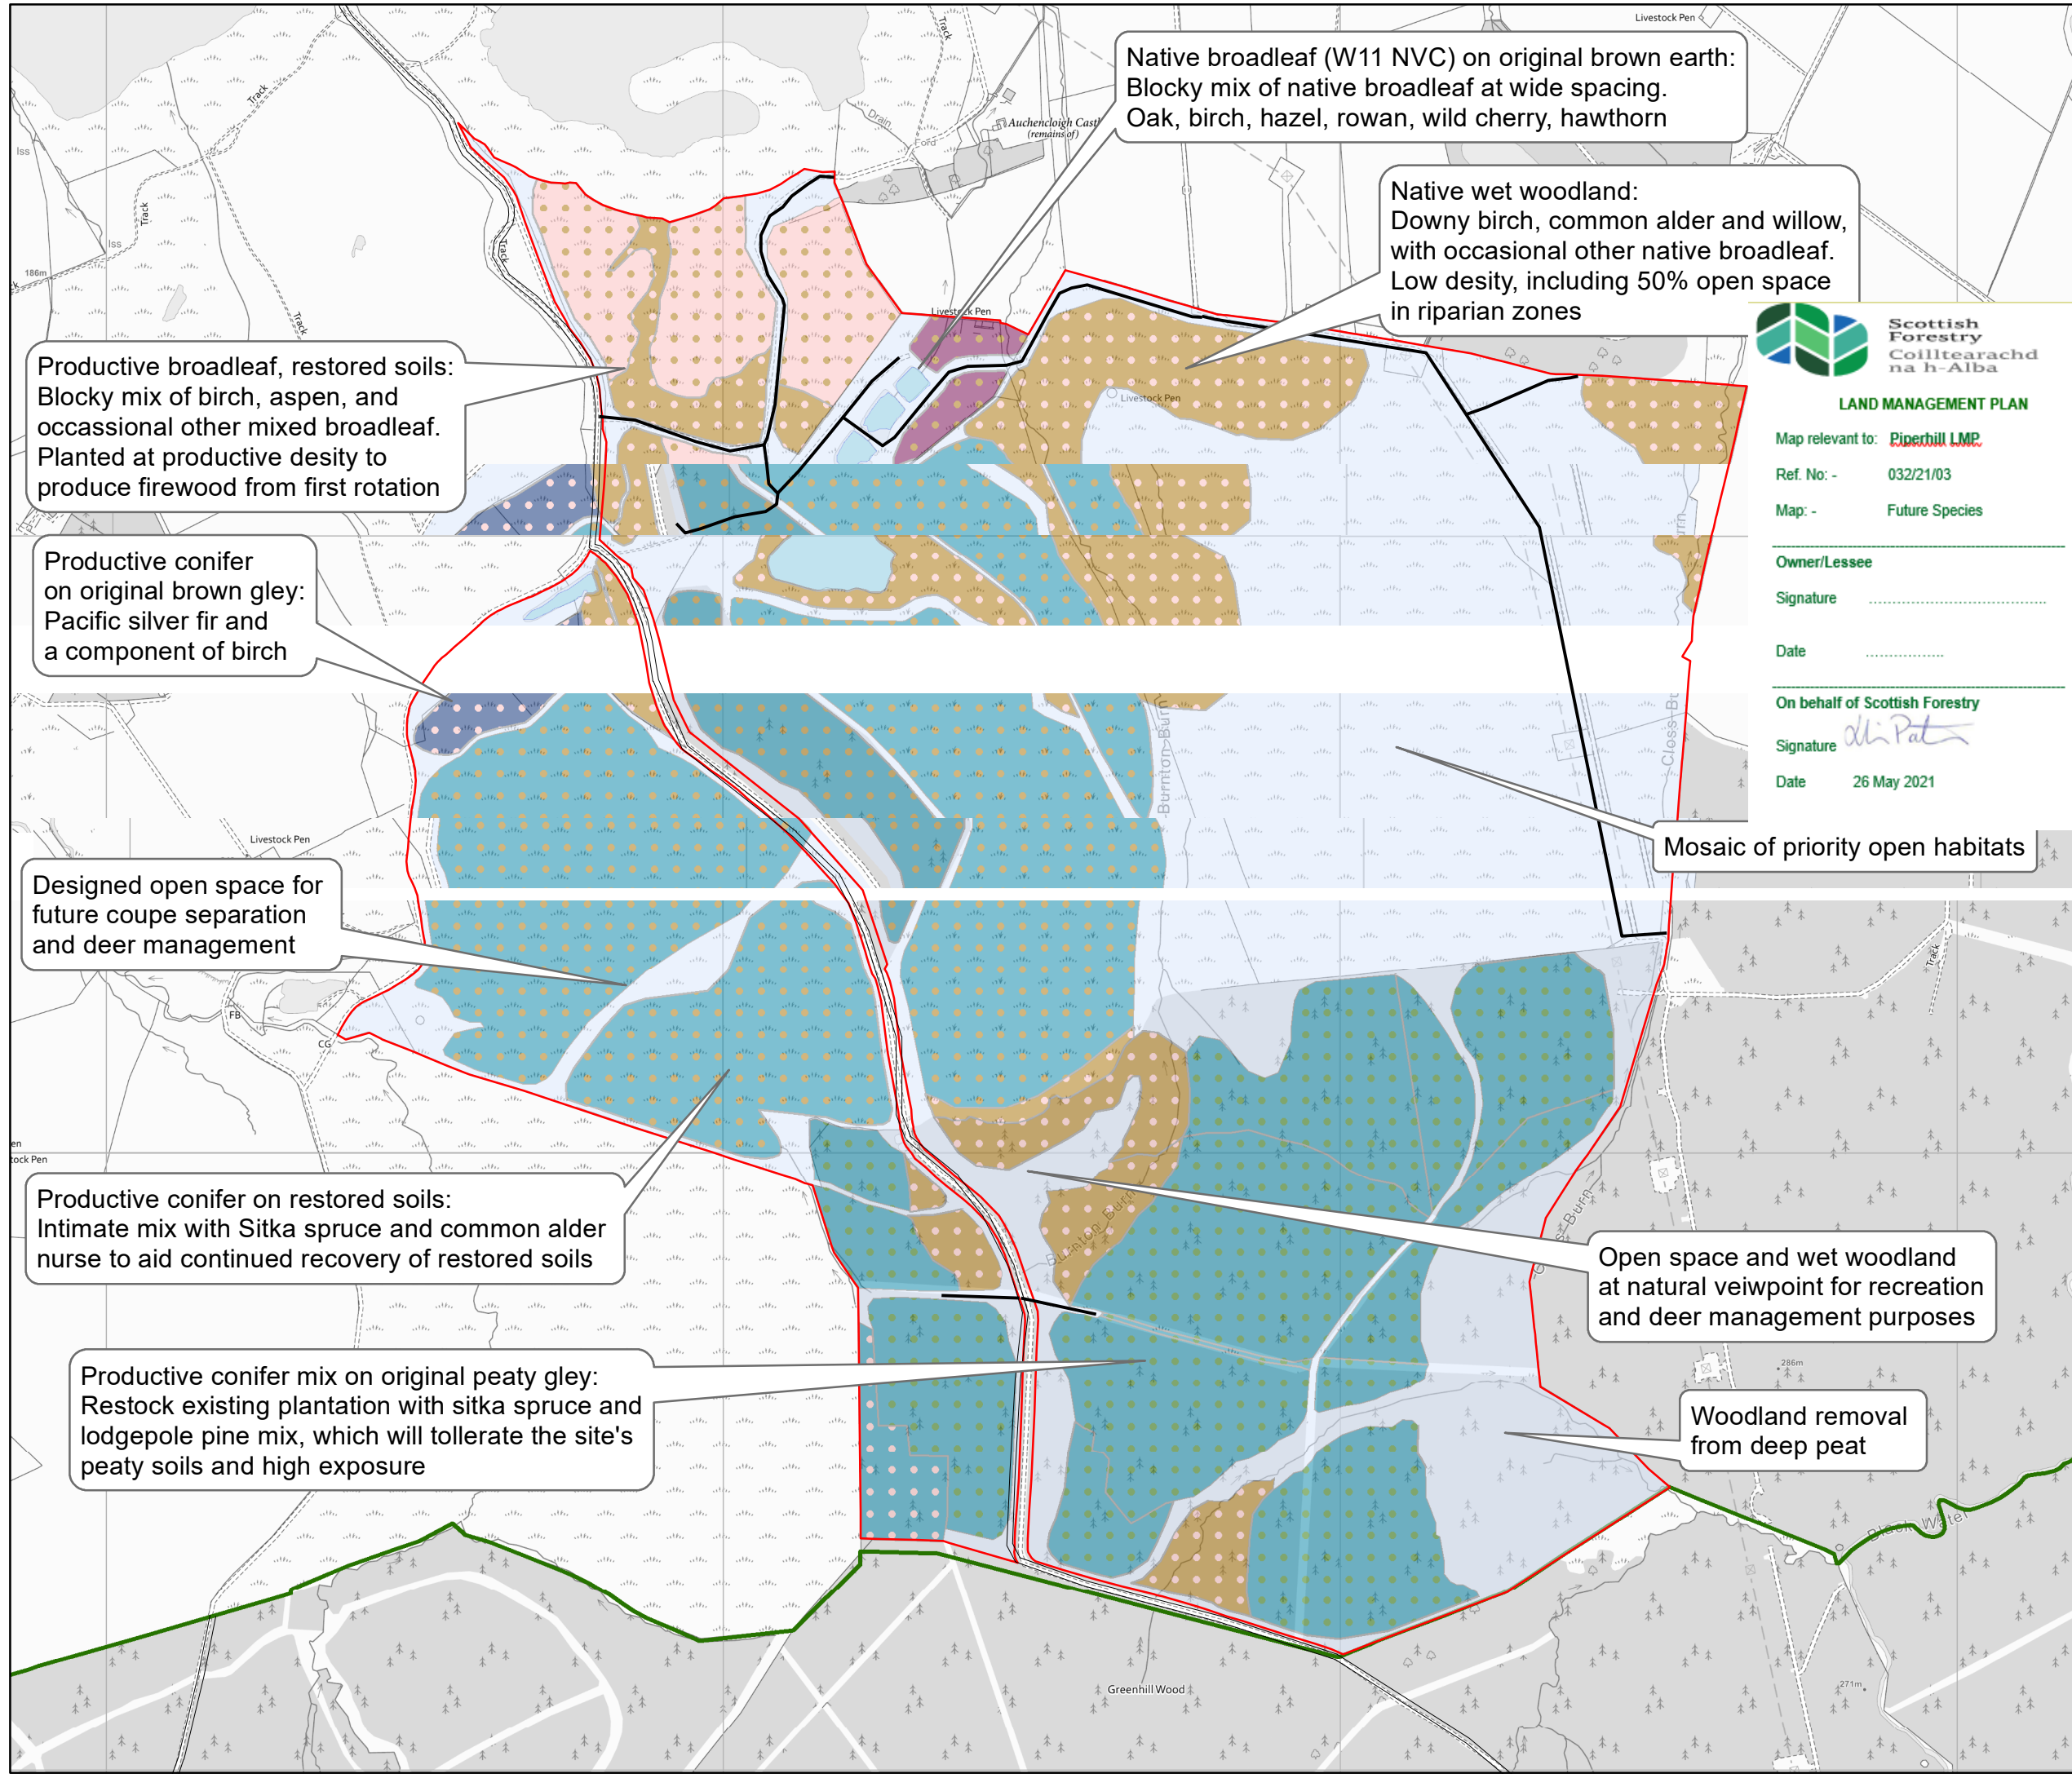 Livestock Pen
Track
Track
Drain
Ford
Auchencloigh Castl
(remains of)
Native broadleaf (W11 NVC) on original brown earth:
Blocky mix of native broadleaf at wide spacing.
Oak, birch, hazel, rowan, wild cherry, hawthorn
Iss
Track
Iss
186m
Track
Track
Native wet woodland:
Downy birch, common alder and willow,
with occasional other native broadleaf.
Low desity, including 50% open space
in riparian zones
Livestock Pen
Livestock Pen
Productive broadleaf, restored soils:
Blocky mix of birch, aspen, and
occassional other mixed broadleaf.
Planted at productive desity to
produce firewood from first rotation
Scottish
Forestry
Coilltearachd
na h-Alba
LAND MANAGEMENT PLAN
Map relevant to: Piperhill LMP
Ref. No: - 032/21/03
Map: - Future Species
Owner/Lessee
Signature
Date
On behalf of Scottish Forestry
Signature
Date 26 May 2021
Productive conifer
on original brown gley:
Pacific silver fir and
a component of birch
Burnton Burn
Closs Bu
Mosaic of priority open habitats
Livestock Pen
Designed open space for
future coupe separation
and deer management
FB
CG
Track
en
tock Pen
Productive conifer on restored soils:
Intimate mix with Sitka spruce and common alder
nurse to aid continued recovery of restored soils
Burnton Burn
s Burn
Open space and wet woodland
at natural veiwpoint for recreation
and deer management purposes
Productive conifer mix on original peaty gley:
Restock existing plantation with sitka spruce and
lodgepole pine mix, which will tollerate the site's
peaty soils and high exposure
286m
Woodland removal
from deep peat
Black Water
Greenhill Wood
271m